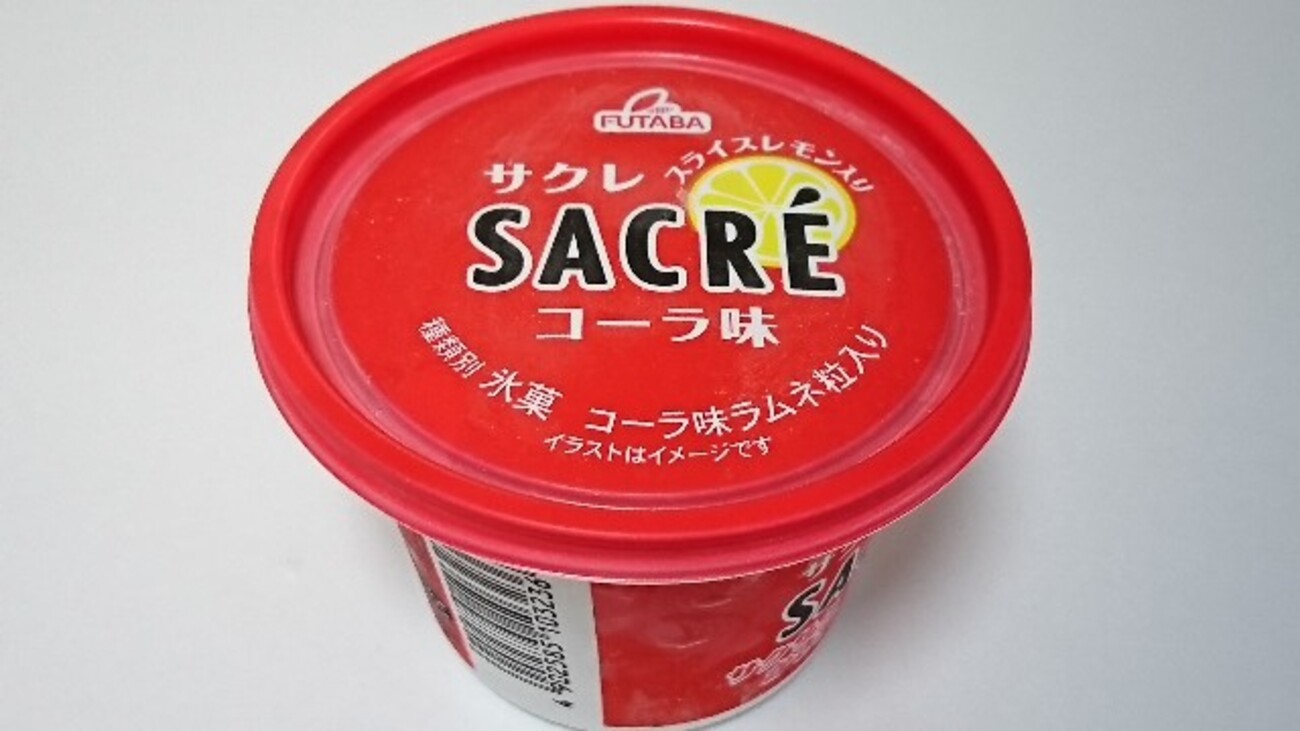 FUTABA
スライスレモン入り
サクレ
SACRÉ
コーラ味
種類別 氷菓 コーラ味ラムネ粒入り
イラストはイメージです
SA